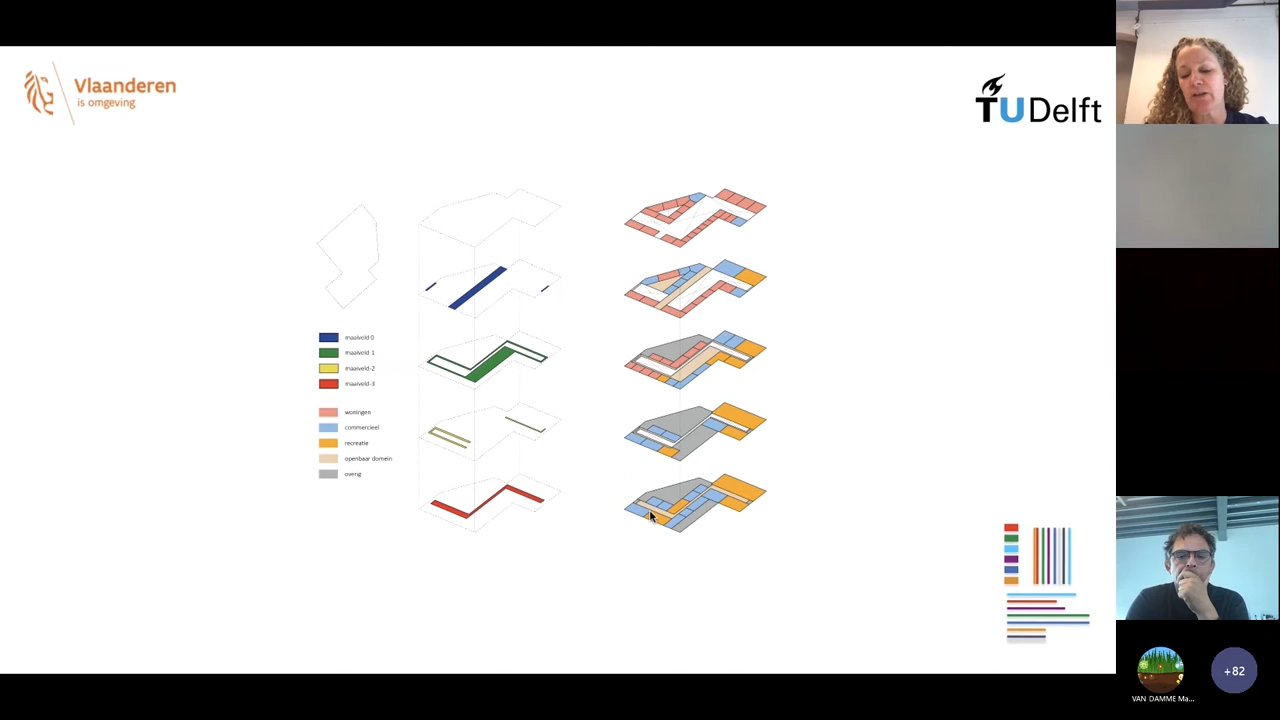 Vlaanderen
is omgeving
TU Delft
maaiveld 0
maaiveld -1
maaiveld -2
maaiveld -3
woningen
commercieel
recreatie
openbaar domein
overig
+82
VAN DAMME Ma...